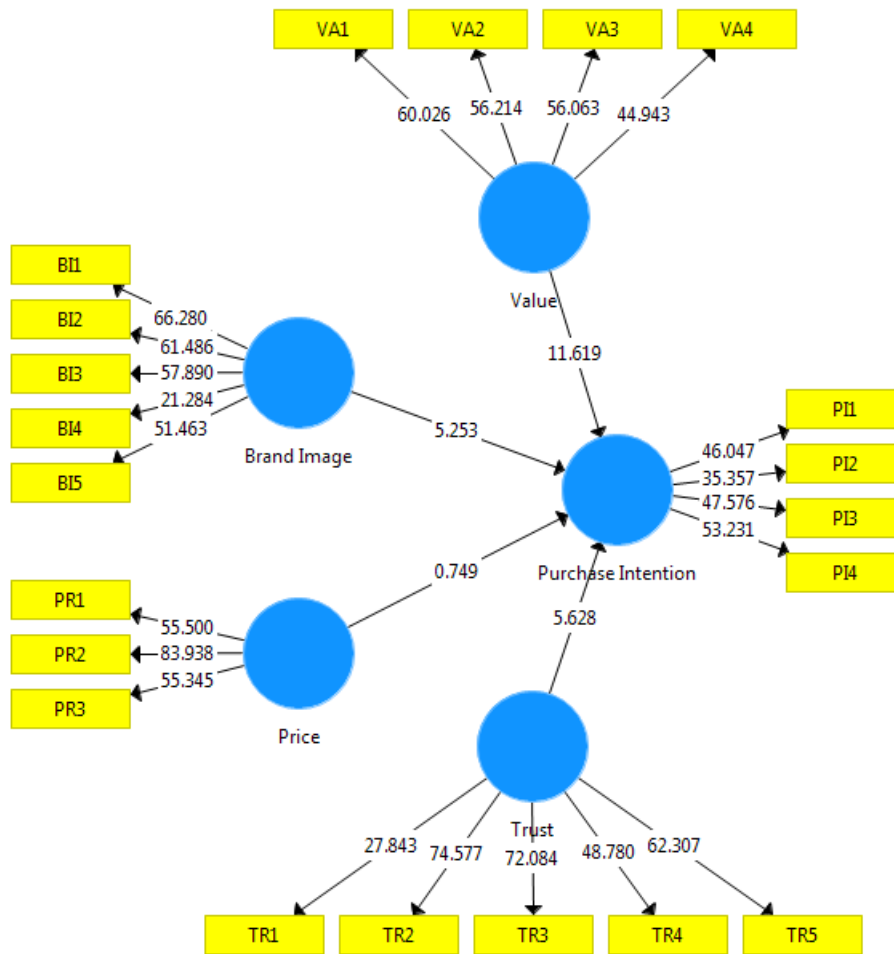 VA1 VA2 VA3 VA4
60.026 56.214 56.063 44.943
Value
11.619
BI1
BI2
BI3
BI4
BI5
66.280
61.486
57.890
21.284
51.463
Brand Image
5.253
PI1
PI2
PI3
PI4
46.047
35.357
47.576
53.231
Purchase Intention
0.749
PR1
PR2
PR3
55.500
83.938
55.345
Price
5.628
Trust
27.843 74.577 72.084 48.780 62.307
TR1 TR2 TR3 TR4 TR5